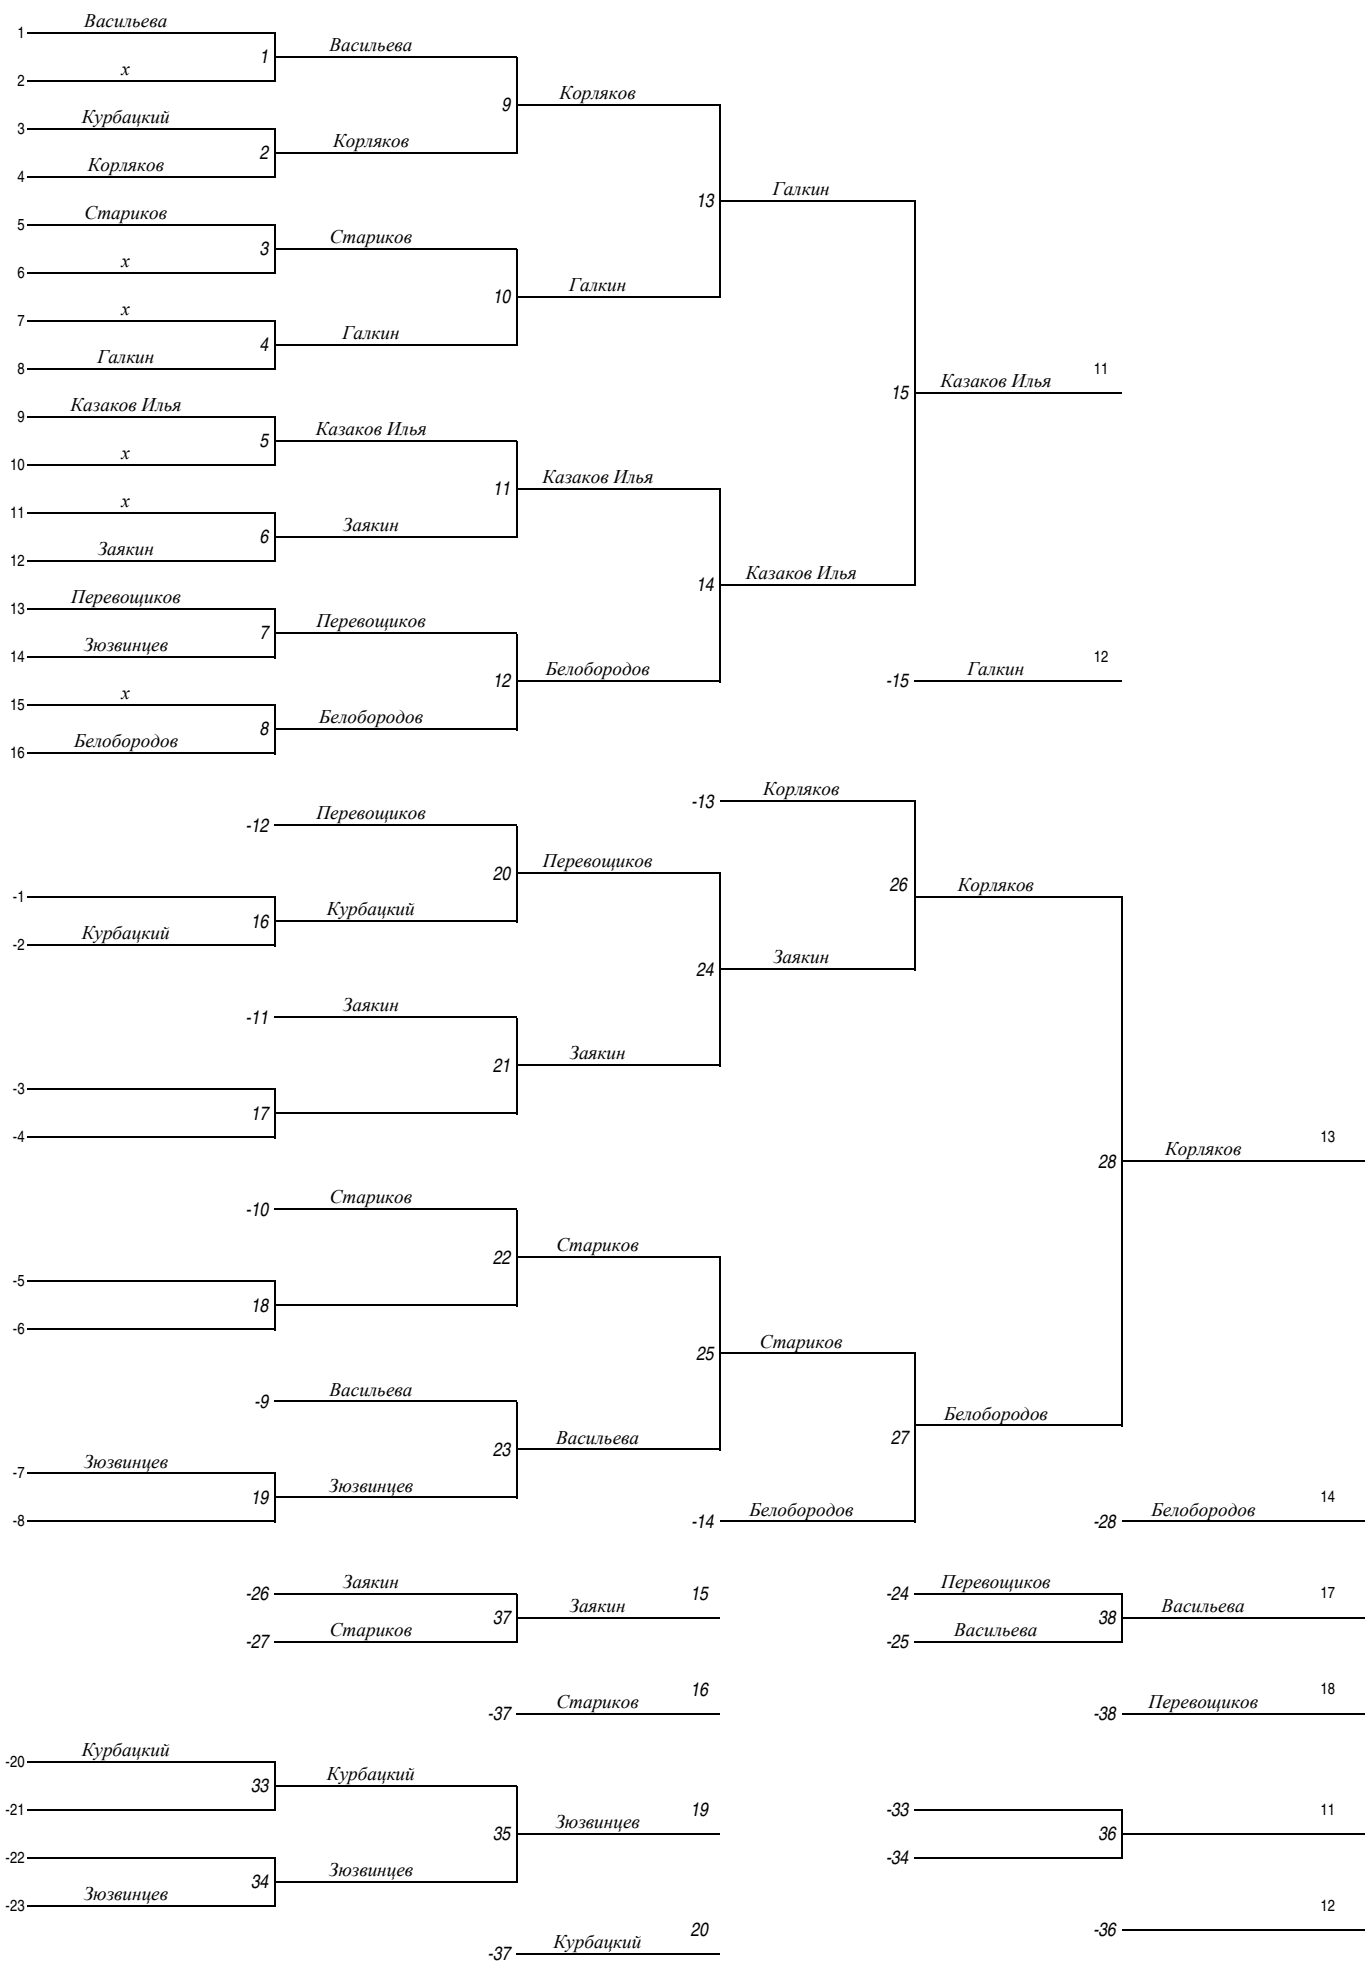 Васильева
1
1 Васильева
x
2
9 Корляков
Курбацкий
3
2 Корляков
Корляков
4
13 Галкин
Стариков
5
3 Стариков
x
6
10 Галкин
x
7
4 Галкин
Галкин
8
15 Казаков Илья 11
Казаков Илья
9
5 Казаков Илья
x
10
11 Казаков Илья
x
11
6 Заякин
Заякин
12
14 Казаков Илья
Перевощиков
13
7 Перевощиков
Зюзвинцев
14
12 Белобородов
-15 Галкин 12
x
15
8 Белобородов
Белобородов
16
-13 Корляков
-12 Перевощиков
20 Перевощиков
26 Корляков
-1
16 Курбацкий
-2 Курбацкий
24 Заякин
-11 Заякин
21 Заякин
-3
17
-4
28 Корляков 13
-10 Стариков
22 Стариков
-5
18
-6
25 Стариков
-9 Васильева
27 Белобородов
23 Васильева
-7 Зюзвинцев
19 Зюзвинцев
-8
-14 Белобородов
-28 Белобородов 14
-26 Заякин
37 Заякин 15
-27 Стариков
-24 Перевощиков
38 Васильева 17
-25 Васильева
-37 Стариков 16
-38 Перевощиков 18
-20 Курбацкий
33 Курбацкий
-21
35 Зюзвинцев 19
-22
34 Зюзвинцев
-23 Зюзвинцев
-33
36 11
-34
-37 Курбацкий 20
-36 12